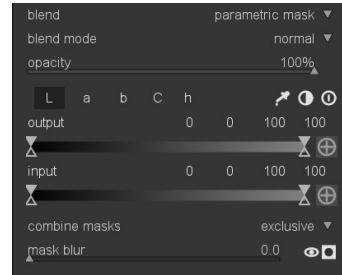 blend parametric mask
blend mode normal
opacity 100%
L a b C h
output 0 0 100 100
input 0 0 100 100
combine masks exclusive
mask blur 0.0